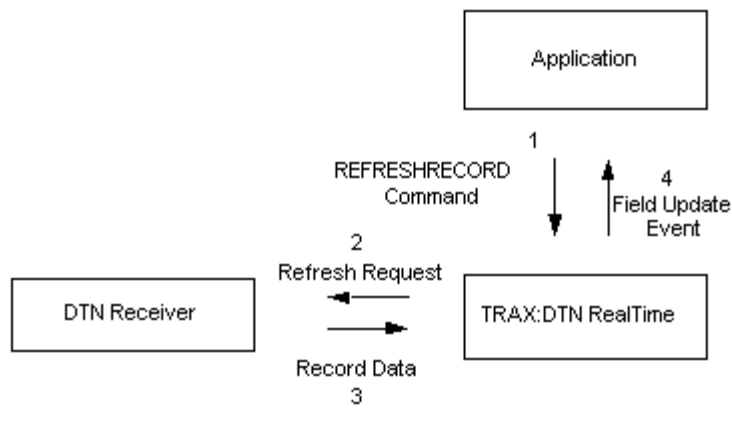 Application
1
REFRESHRECORD
Command
4
Field Update
Event
2
Refresh Request
DTN Receiver
TRAX:DTN RealTime
Record Data
3